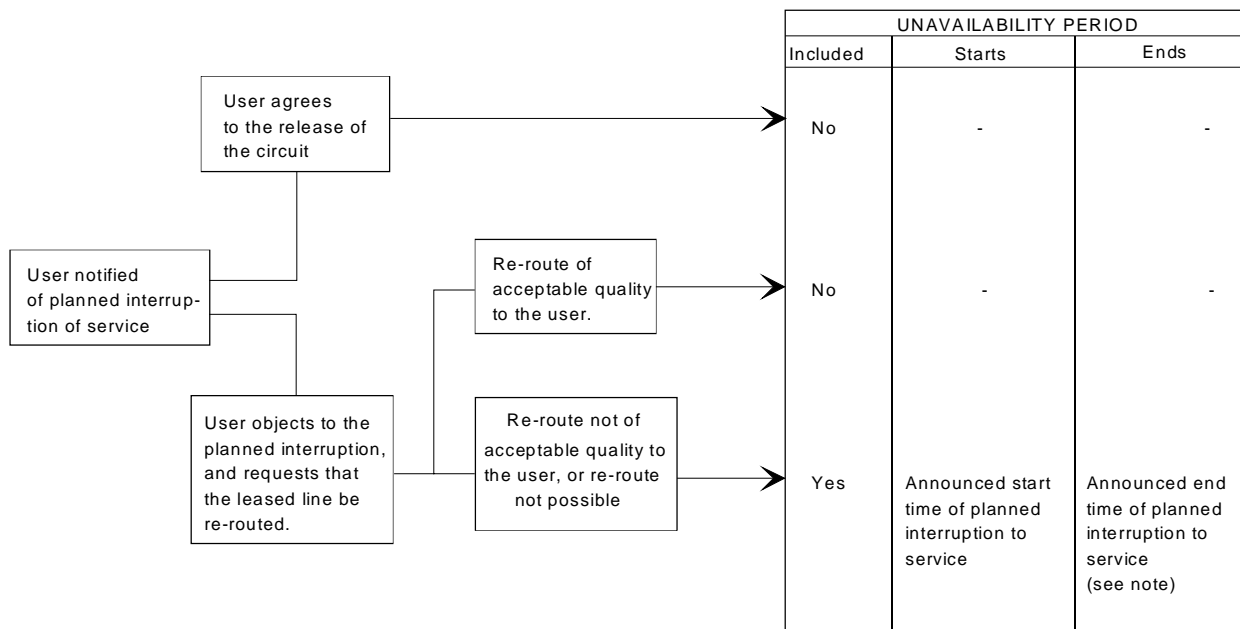 UNAVAILABILITY PERIOD
Included Starts Ends
User agrees
to the release of
the circuit
No - -
User notified
of planned interrup-
tion of service
Re-route of
acceptable quality
to the user.
No - -
User objects to the
planned interruption,
and requests that
the leased line be
re-routed.
Re-route not of
acceptable quality to
the user, or re-route
not possible
Yes
Announced start
time of planned
interruption to
service
Announced end
time of planned
interruption to
service
(see note)